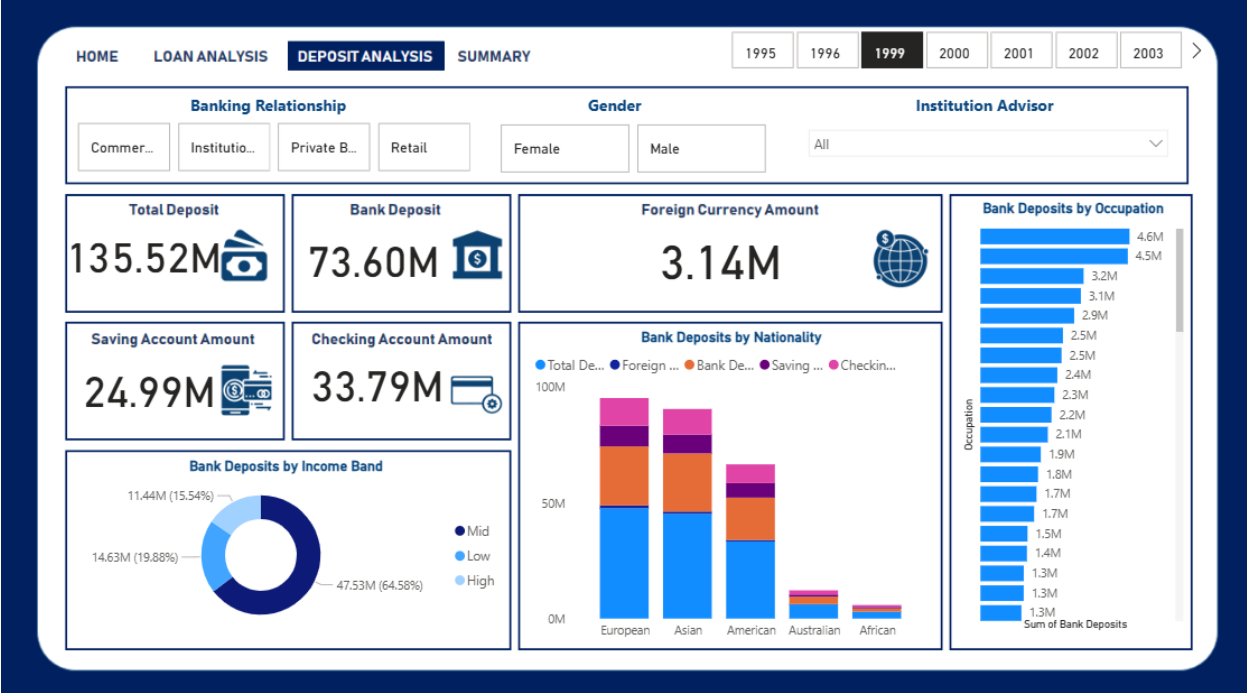 HOME LOAN ANALYSIS DEPOSIT ANALYSIS SUMMARY
1995 1996 1999 2000 2001 2002 2003
Banking Relationship
Commer... Institutio... Private B... Retail
Gender
Female Male
Institution Advisor
All
Total Deposit
135.52M
Bank Deposit
73.60M
Foreign Currency Amount
3.14M
Saving Account Amount
24.99M
Checking Account Amount
33.79M
Bank Deposits by Income Band
11.44M (15.54%)
14.63M (19.88%)
47.53M (64.58%)
Mid
Low
High
Bank Deposits by Nationality
Total De... Foreign ... Bank De... Saving ... Checkin...
100M
50M
0M
European Asian American Australian African
Bank Deposits by Occupation
Occupation
4.6M
4.5M
3.2M
3.1M
2.9M
2.5M
2.5M
2.4M
2.3M
2.2M
2.1M
1.9M
1.8M
1.7M
1.7M
1.5M
1.4M
1.3M
1.3M
1.3M
Sum of Bank Deposits